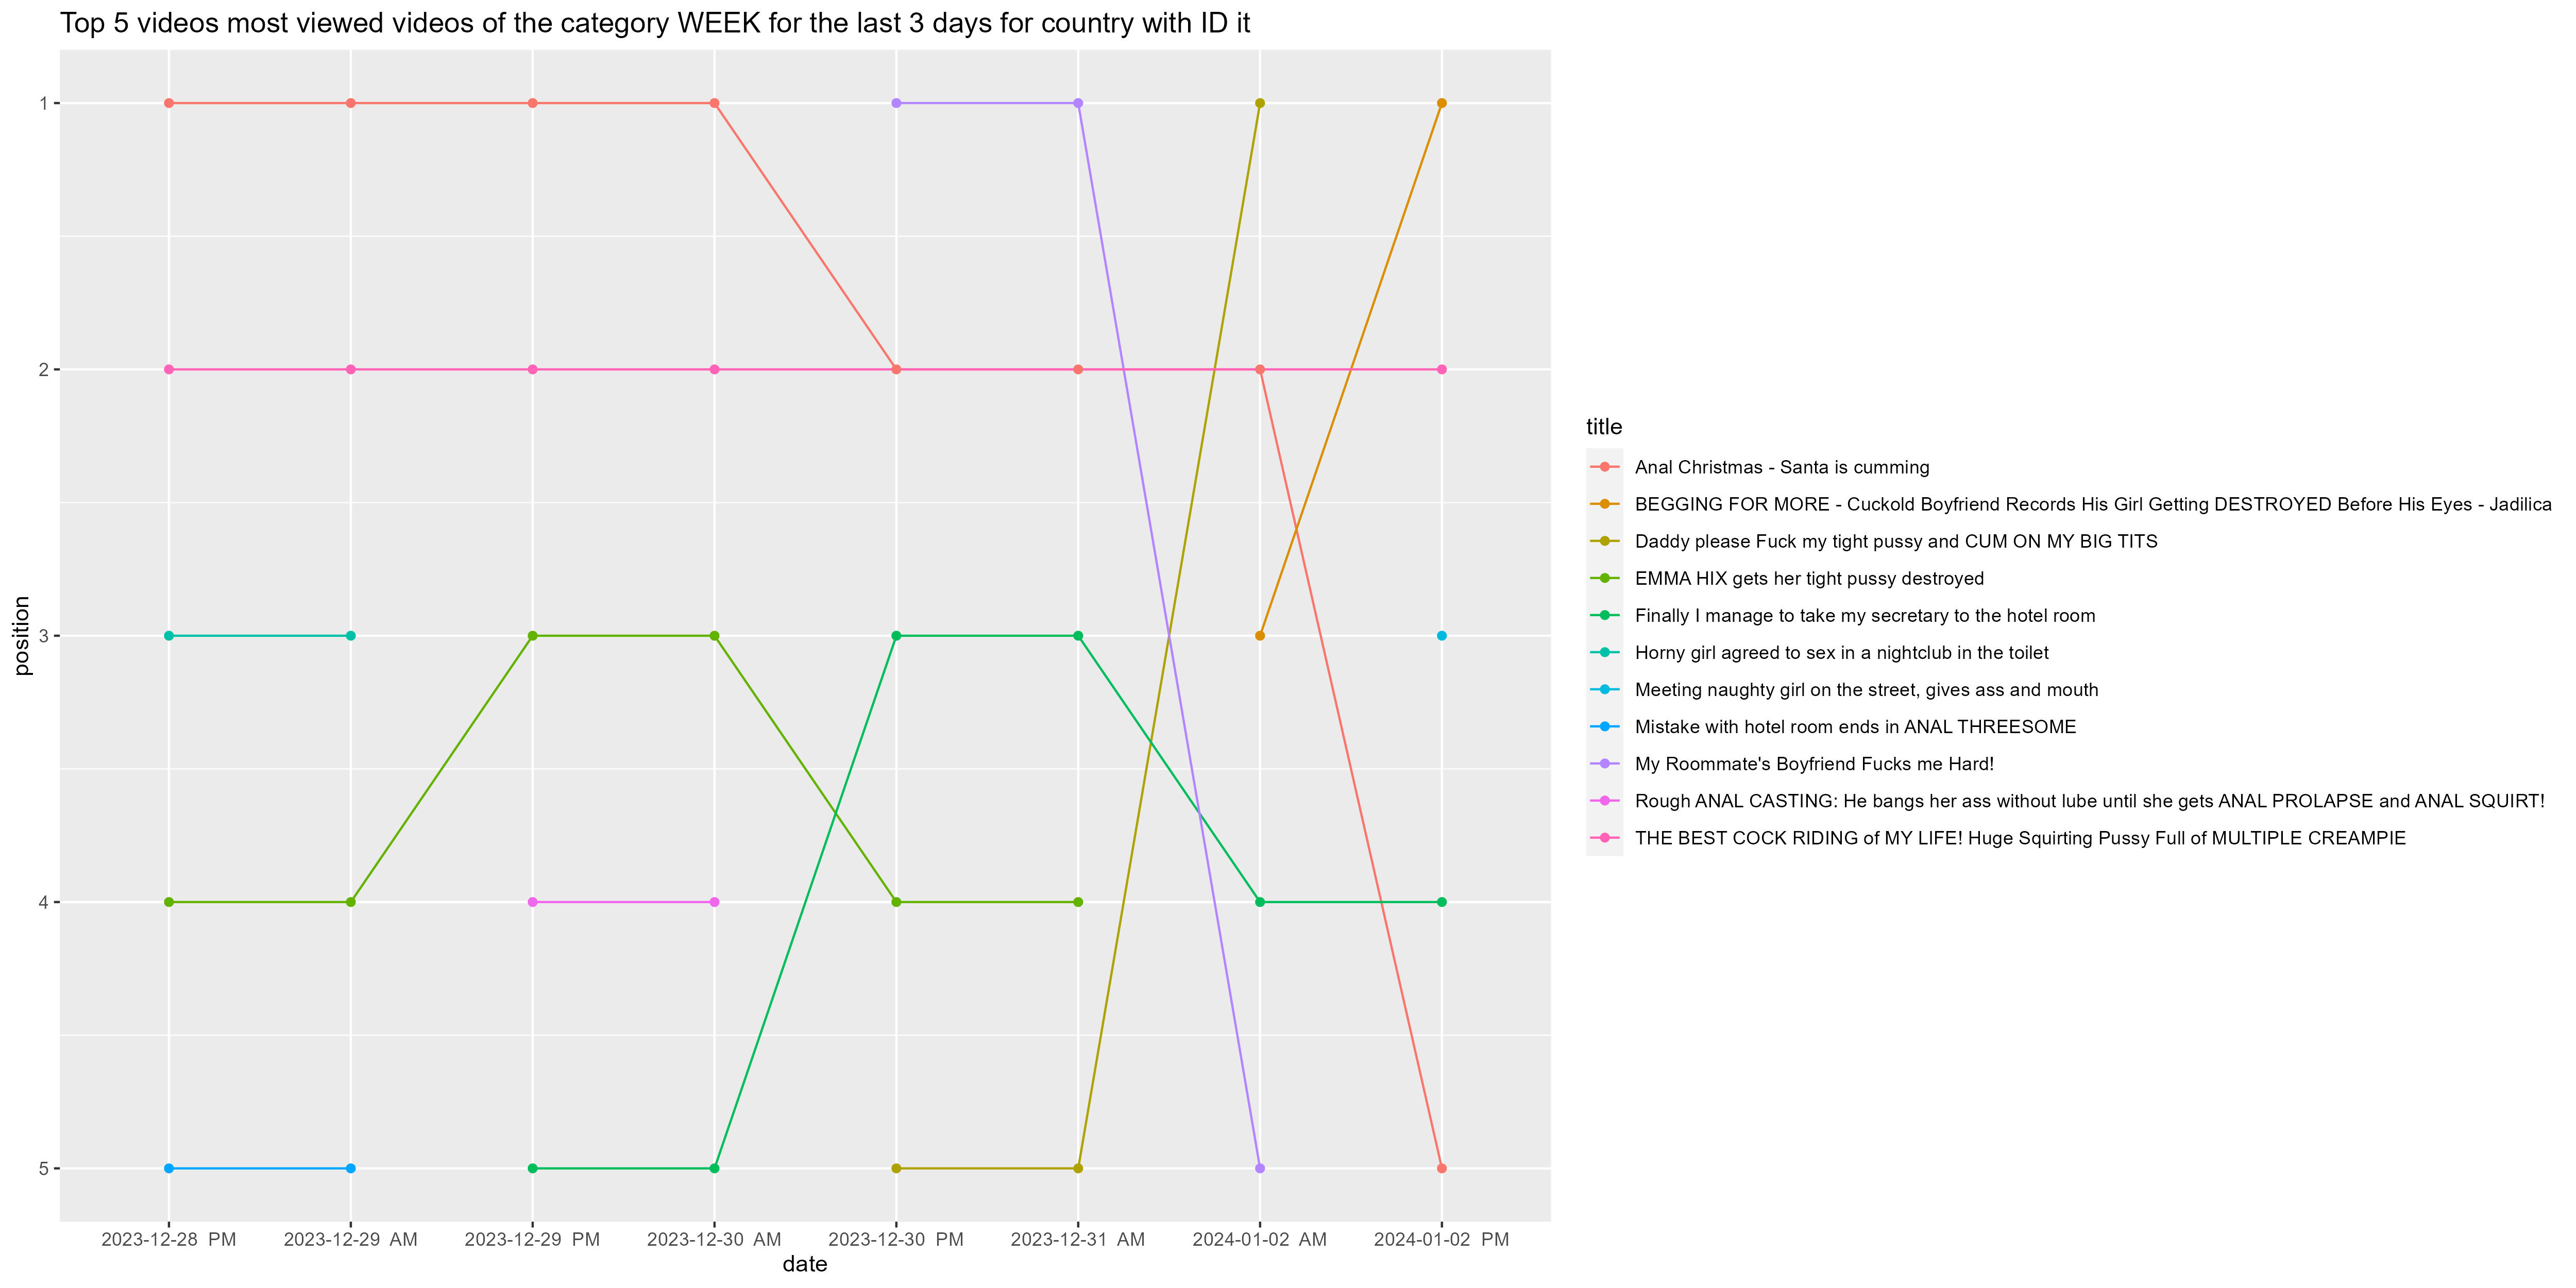 Top 5 videos most viewed videos of the category WEEK for the last 3 days for country with ID it
position
1
2
3
4
5
2023-12-28 PM
2023-12-29 AM
2023-12-29 PM
2023-12-30 AM
2023-12-30 PM
2023-12-31 AM
2024-01-02 AM
2024-01-02 PM
date
title
Anal Christmas - Santa is cumming
BEGGING FOR MORE - Cuckold Boyfriend Records His Girl Getting DESTROYED Before His Eyes - Jadilica
Daddy please Fuck my tight pussy and CUM ON MY BIG TITS
EMMA HIX gets her tight pussy destroyed
Finally I manage to take my secretary to the hotel room
Horny girl agreed to sex in a nightclub in the toilet
Meeting naughty girl on the street, gives ass and mouth
Mistake with hotel room ends in ANAL THREESOME
My Roommate's Boyfriend Fucks me Hard!
Rough ANAL CASTING: He bangs her ass without lube until she gets ANAL PROLAPSE and ANAL SQUIRT!
THE BEST COCK RIDING of MY LIFE! Huge Squirting Pussy Full of MULTIPLE CREAMPIE